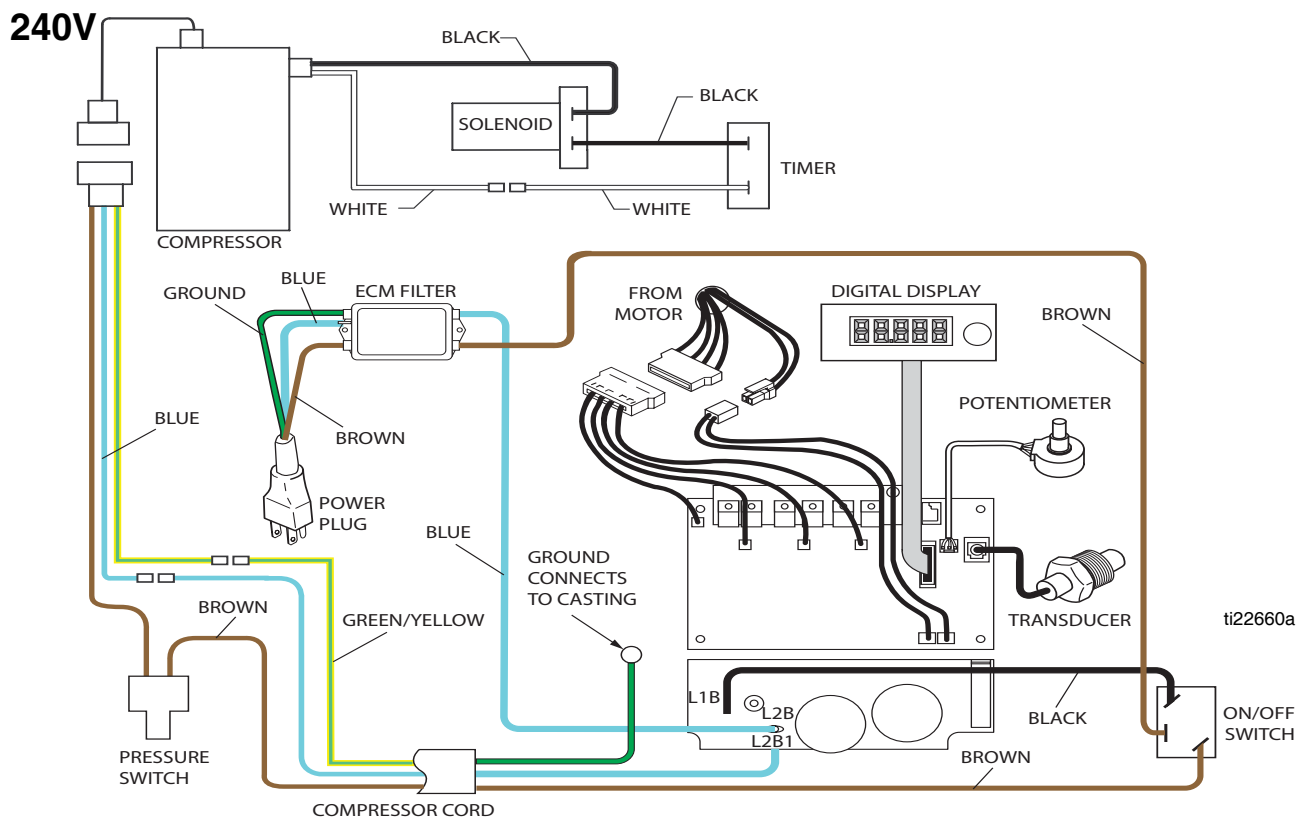 240V
BLACK
SOLENOID
BLACK
TIMER
WHITE
WHITE
COMPRESSOR
GROUND
BLUE
ECM FILTER
FROM
MOTOR
DIGITAL DISPLAY
88.888
BROWN
BLUE
BROWN
POTENTIOMETER
POWER
PLUG
BLUE
GROUND
CONNECTS
TO CASTING
BROWN
GREEN/YELLOW
TRANSDUCER
ti22660a
L1B
L2B
L2B1
BLACK
ON/OFF
SWITCH
PRESSURE
SWITCH
BROWN
COMPRESSOR CORD